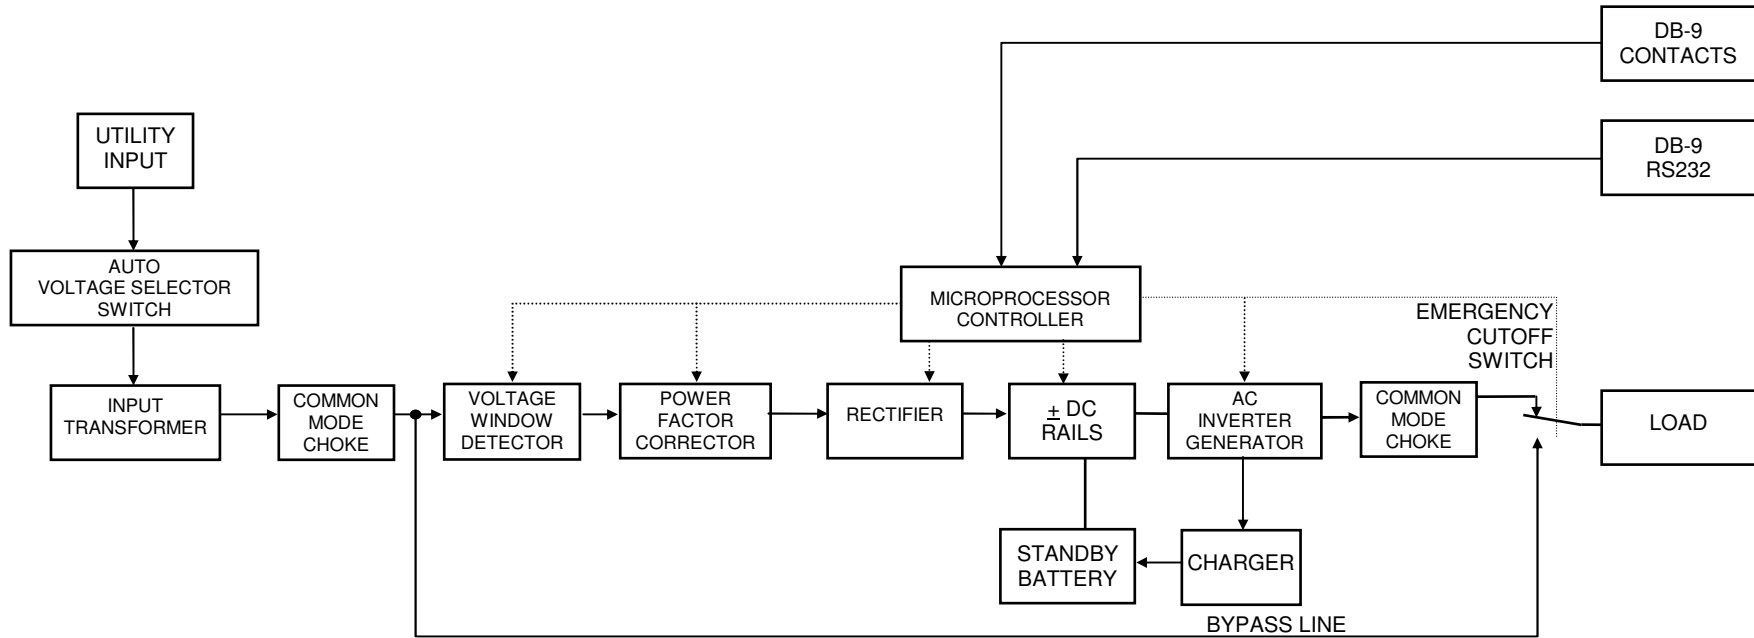 DB-9
CONTACTS
UTILITY
INPUT
DB-9
RS232
AUTO
VOLTAGE SELECTOR
SWITCH
MICROPROCESSOR
CONTROLLER
EMERGENCY
CUTOFF
SWITCH
INPUT
TRANSFORMER
COMMON
MODE
CHOKE
VOLTAGE
WINDOW
DETECTOR
POWER
FACTOR
CORRECTOR
RECTIFIER
± DC
RAILS
AC
INVERTER
GENERATOR
COMMON
MODE
CHOKE
LOAD
STANDBY
BATTERY
CHARGER
BYPASS LINE